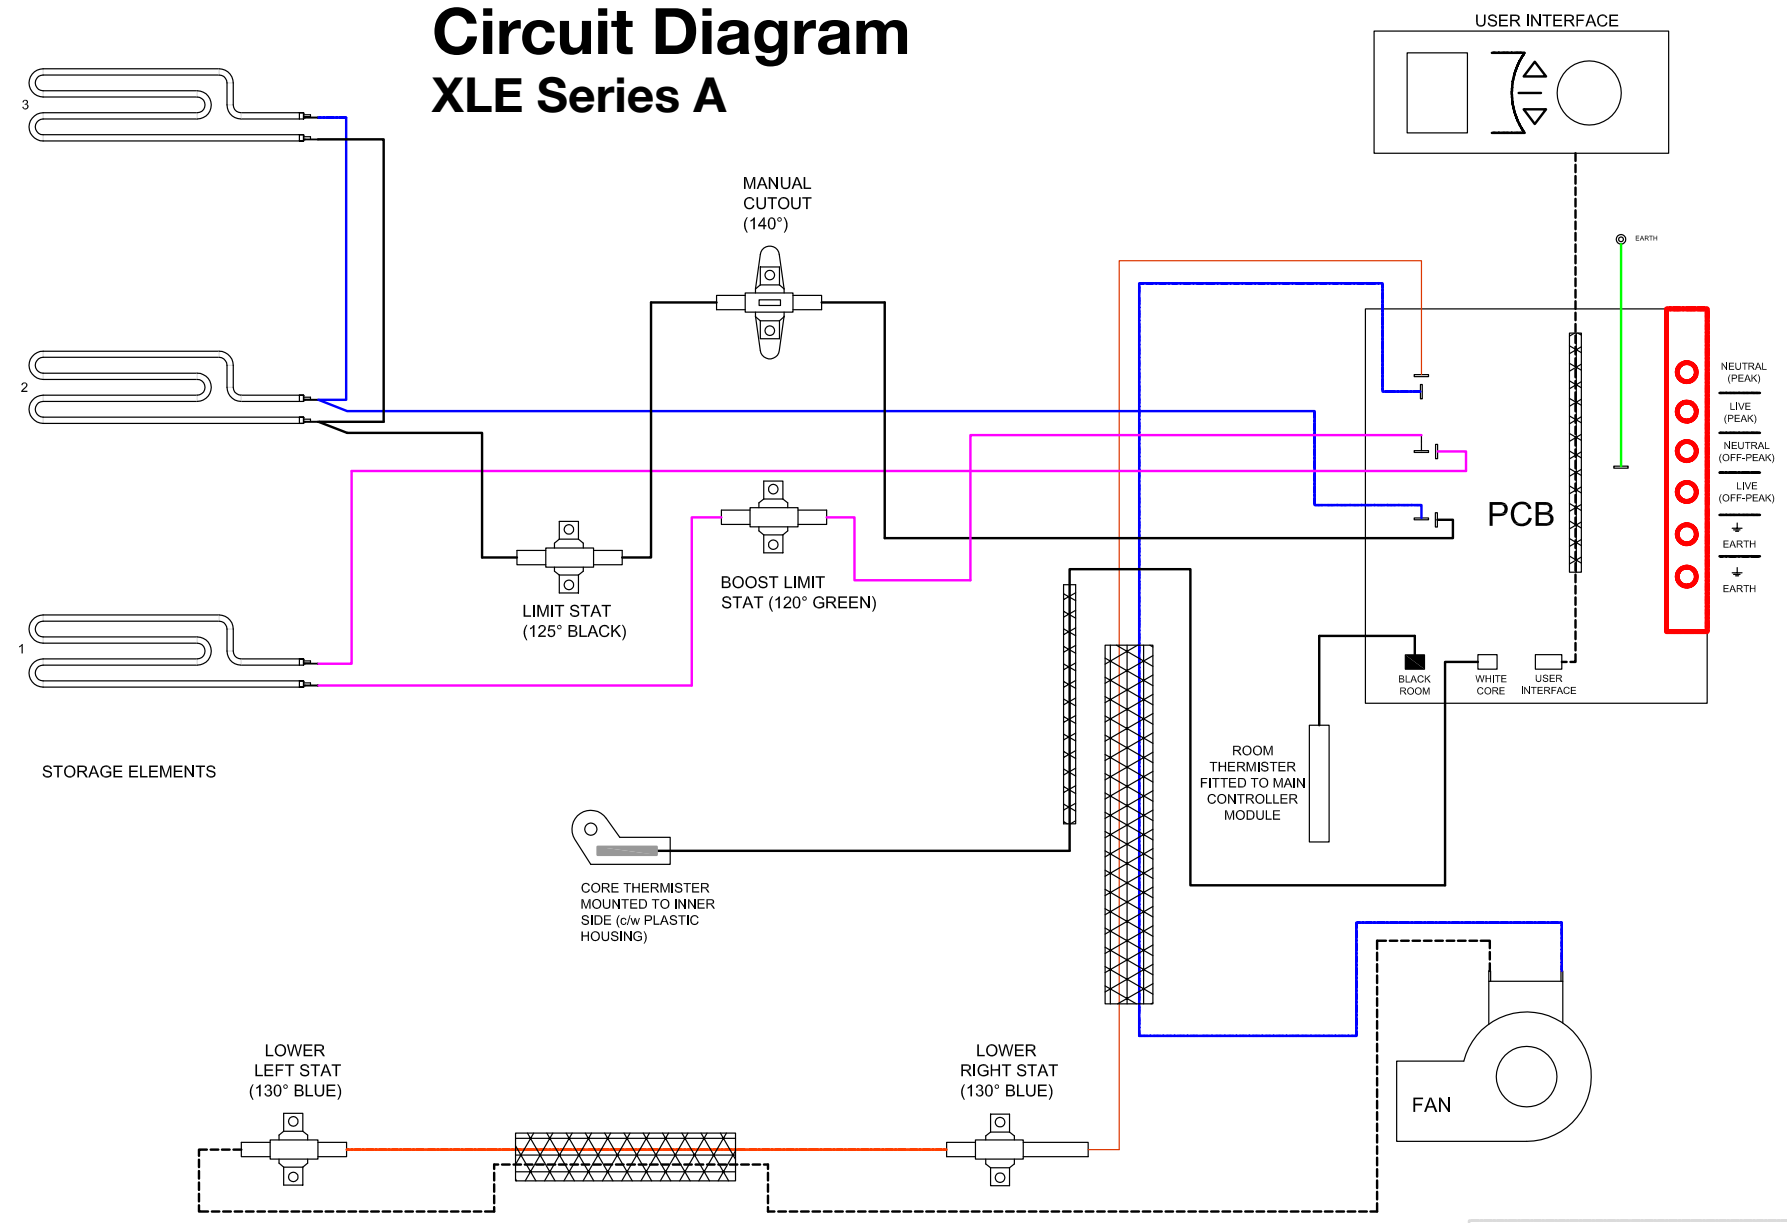 Circuit Diagram
XLE Series A
USER INTERFACE
3
MANUAL
CUTOUT
(140°)
EARTH
2
NEUTRAL
(PEAK)
LIVE
(PEAK)
NEUTRAL
(OFF-PEAK)
LIVE
(OFF-PEAK)
EARTH
EARTH
PCB
BOOST LIMIT
STAT (120° GREEN)
LIMIT STAT
(125° BLACK)
1
BLACK
ROOM
WHITE
CORE
USER
INTERFACE
STORAGE ELEMENTS
ROOM
THERMISTER
FITTED TO MAIN
CONTROLLER
MODULE
CORE THERMISTER
MOUNTED TO INNER
SIDE (c/w PLASTIC
HOUSING)
LOWER
LEFT STAT
(130° BLUE)
LOWER
RIGHT STAT
(130° BLUE)
FAN